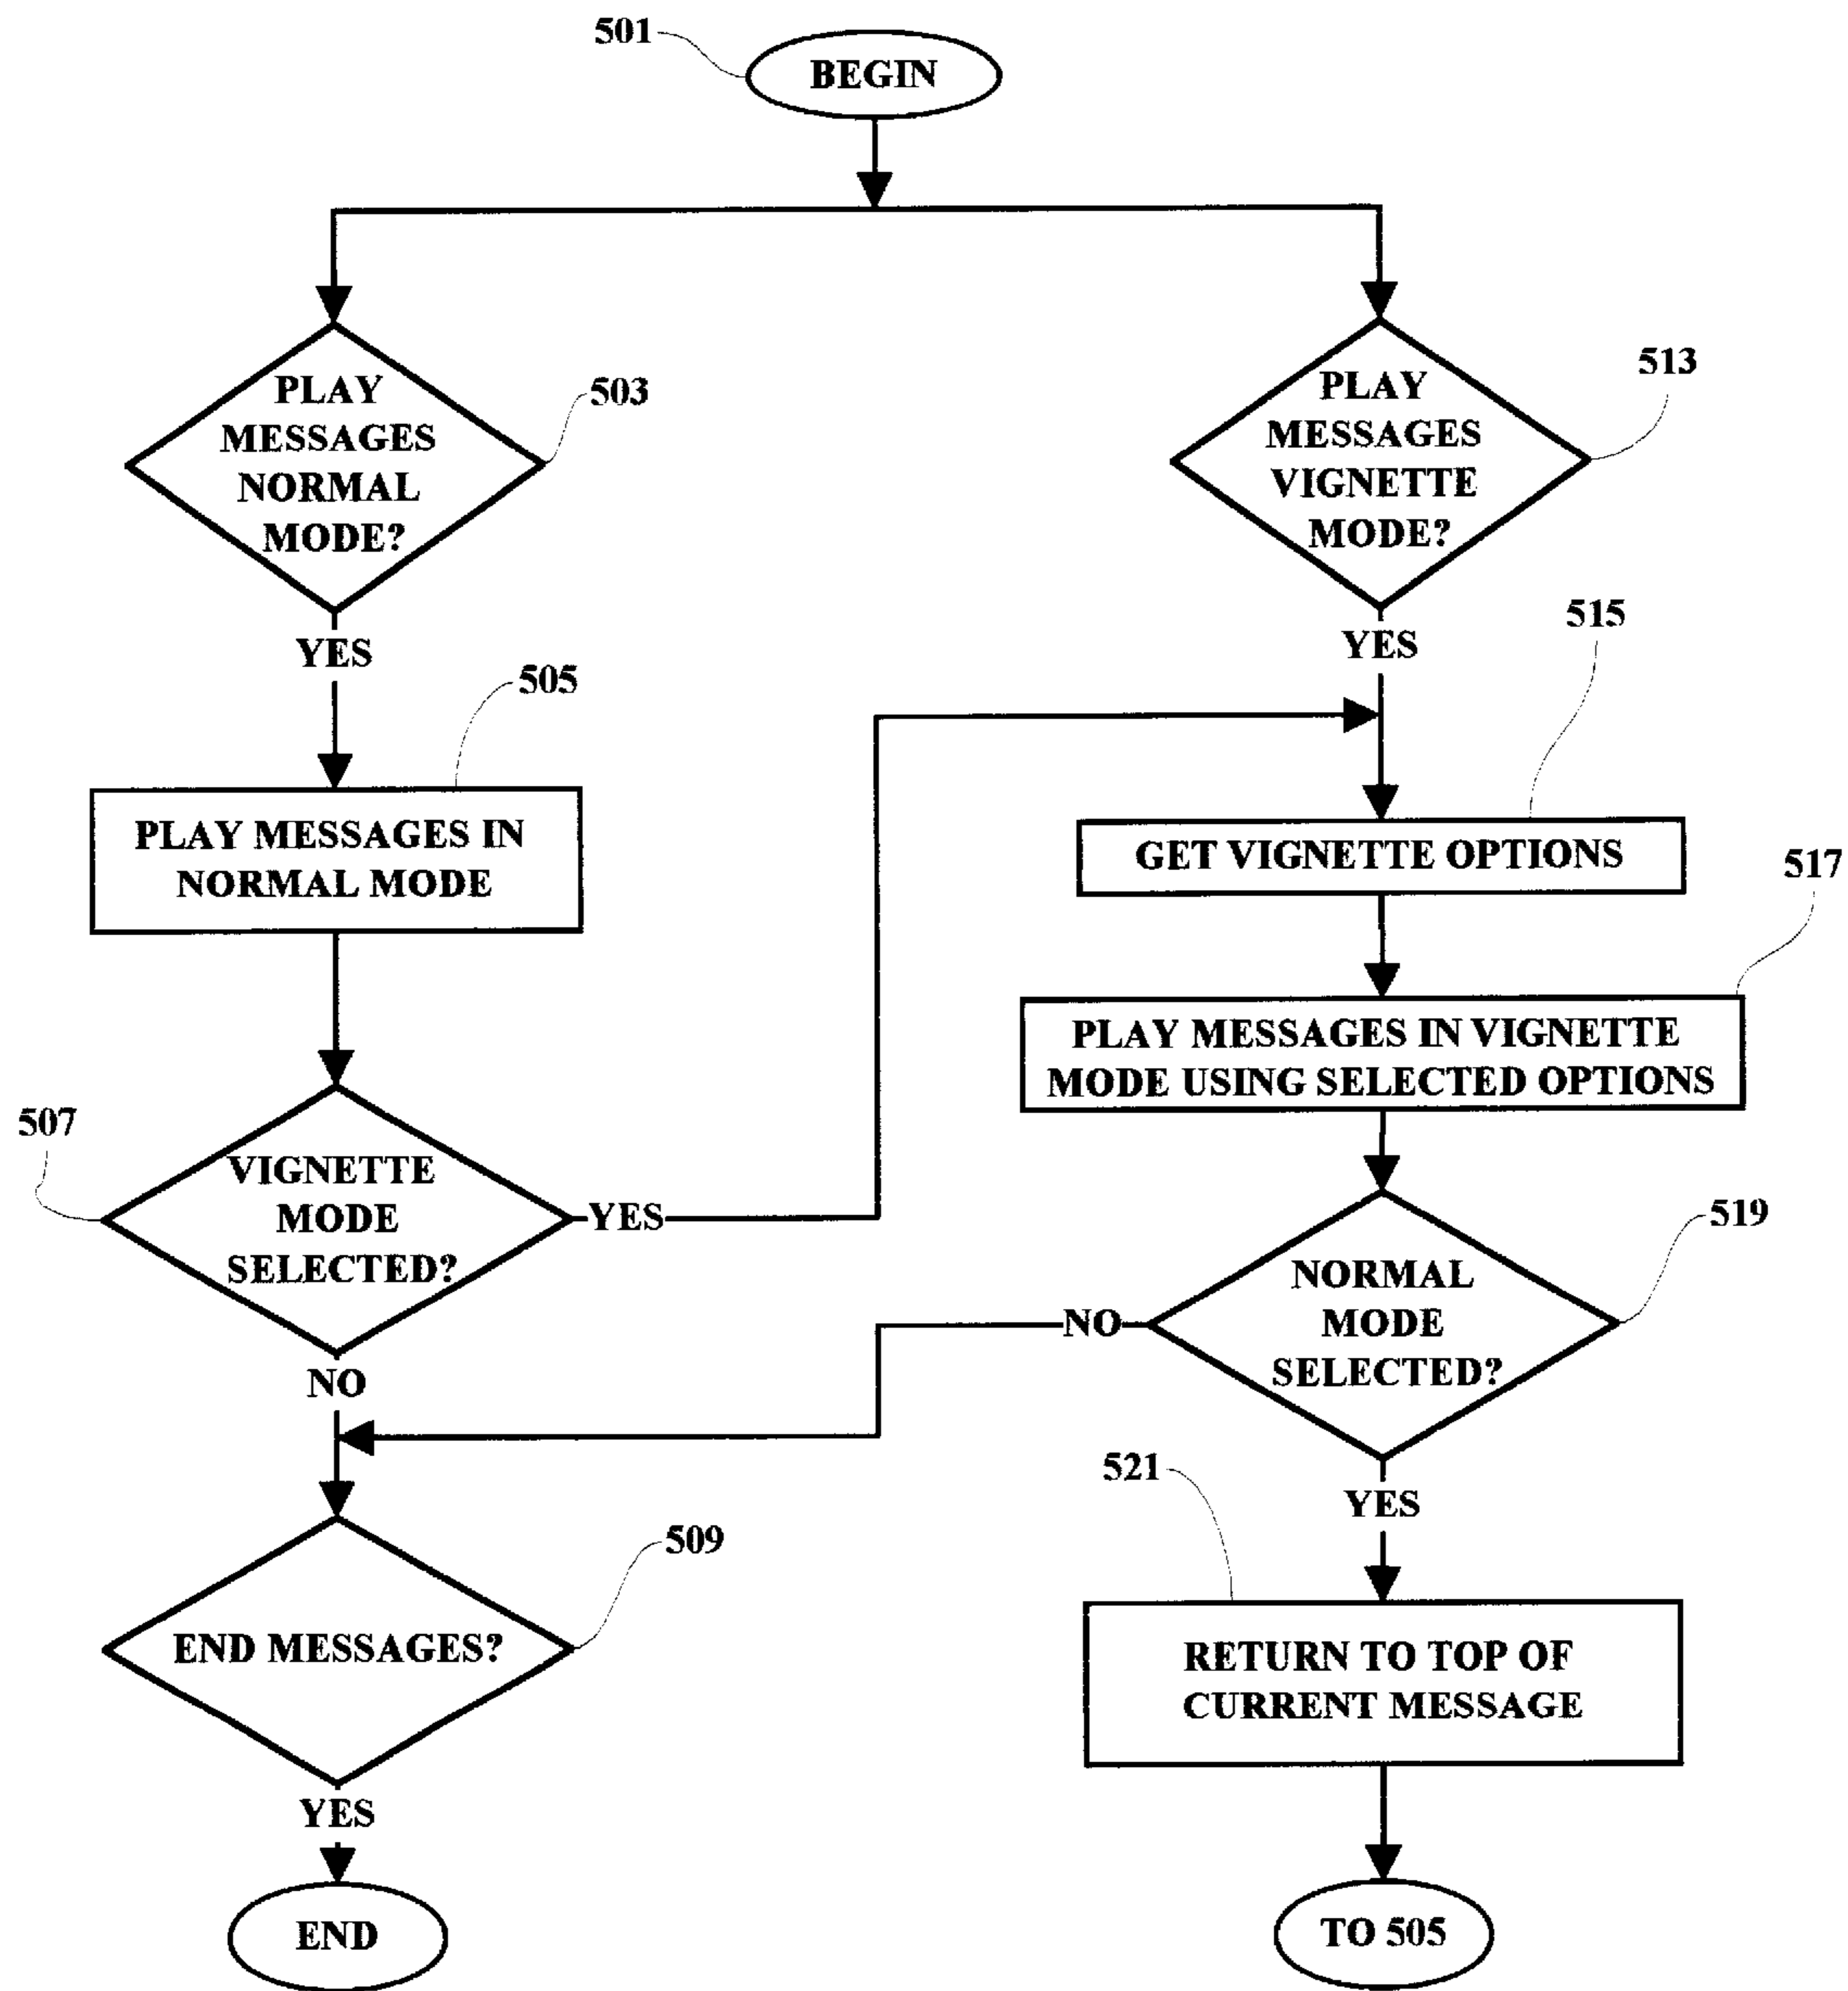 501
BEGIN
PLAY
MESSAGES
NORMAL
MODE?
503
PLAY
MESSAGES
VIGNETTE
MODE?
513
YES
YES
515
505
PLAY MESSAGES IN
NORMAL MODE
GET VIGNETTE OPTIONS
517
PLAY MESSAGES IN VIGNETTE
MODE USING SELECTED OPTIONS
507
VIGNETTE
MODE
SELECTED?
YES
519
NORMAL
MODE
SELECTED?
NO
NO
521
YES
509
END MESSAGES?
RETURN TO TOP OF
CURRENT MESSAGE
YES
END
TO 505